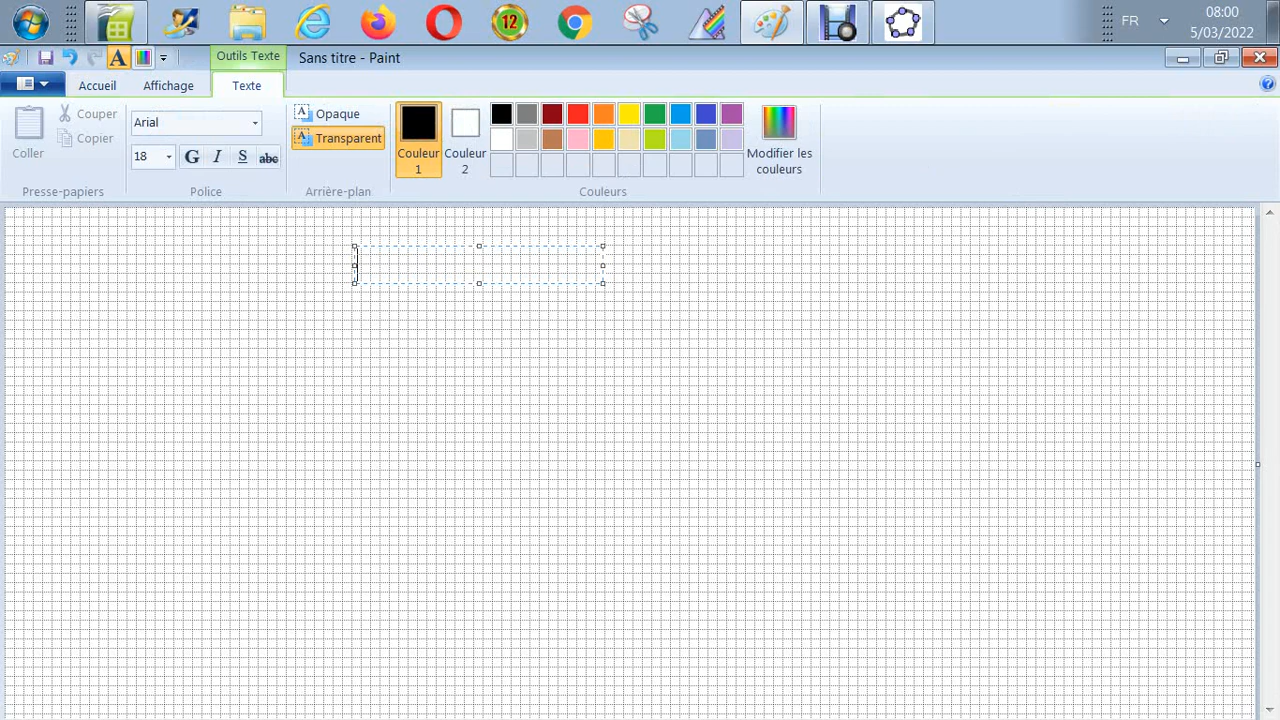 12
FR
08:00
5/03/2022
Outils Texte
Sans titre - Paint
Accueil
Affichage
Texte
Coller
Couper
Copier
Presse-papiers
Arial
18
G I S abc
Police
Opaque
Transparent
Arrière-plan
Couleur
1
Couleur
2
Couleurs
Modifier les
couleurs